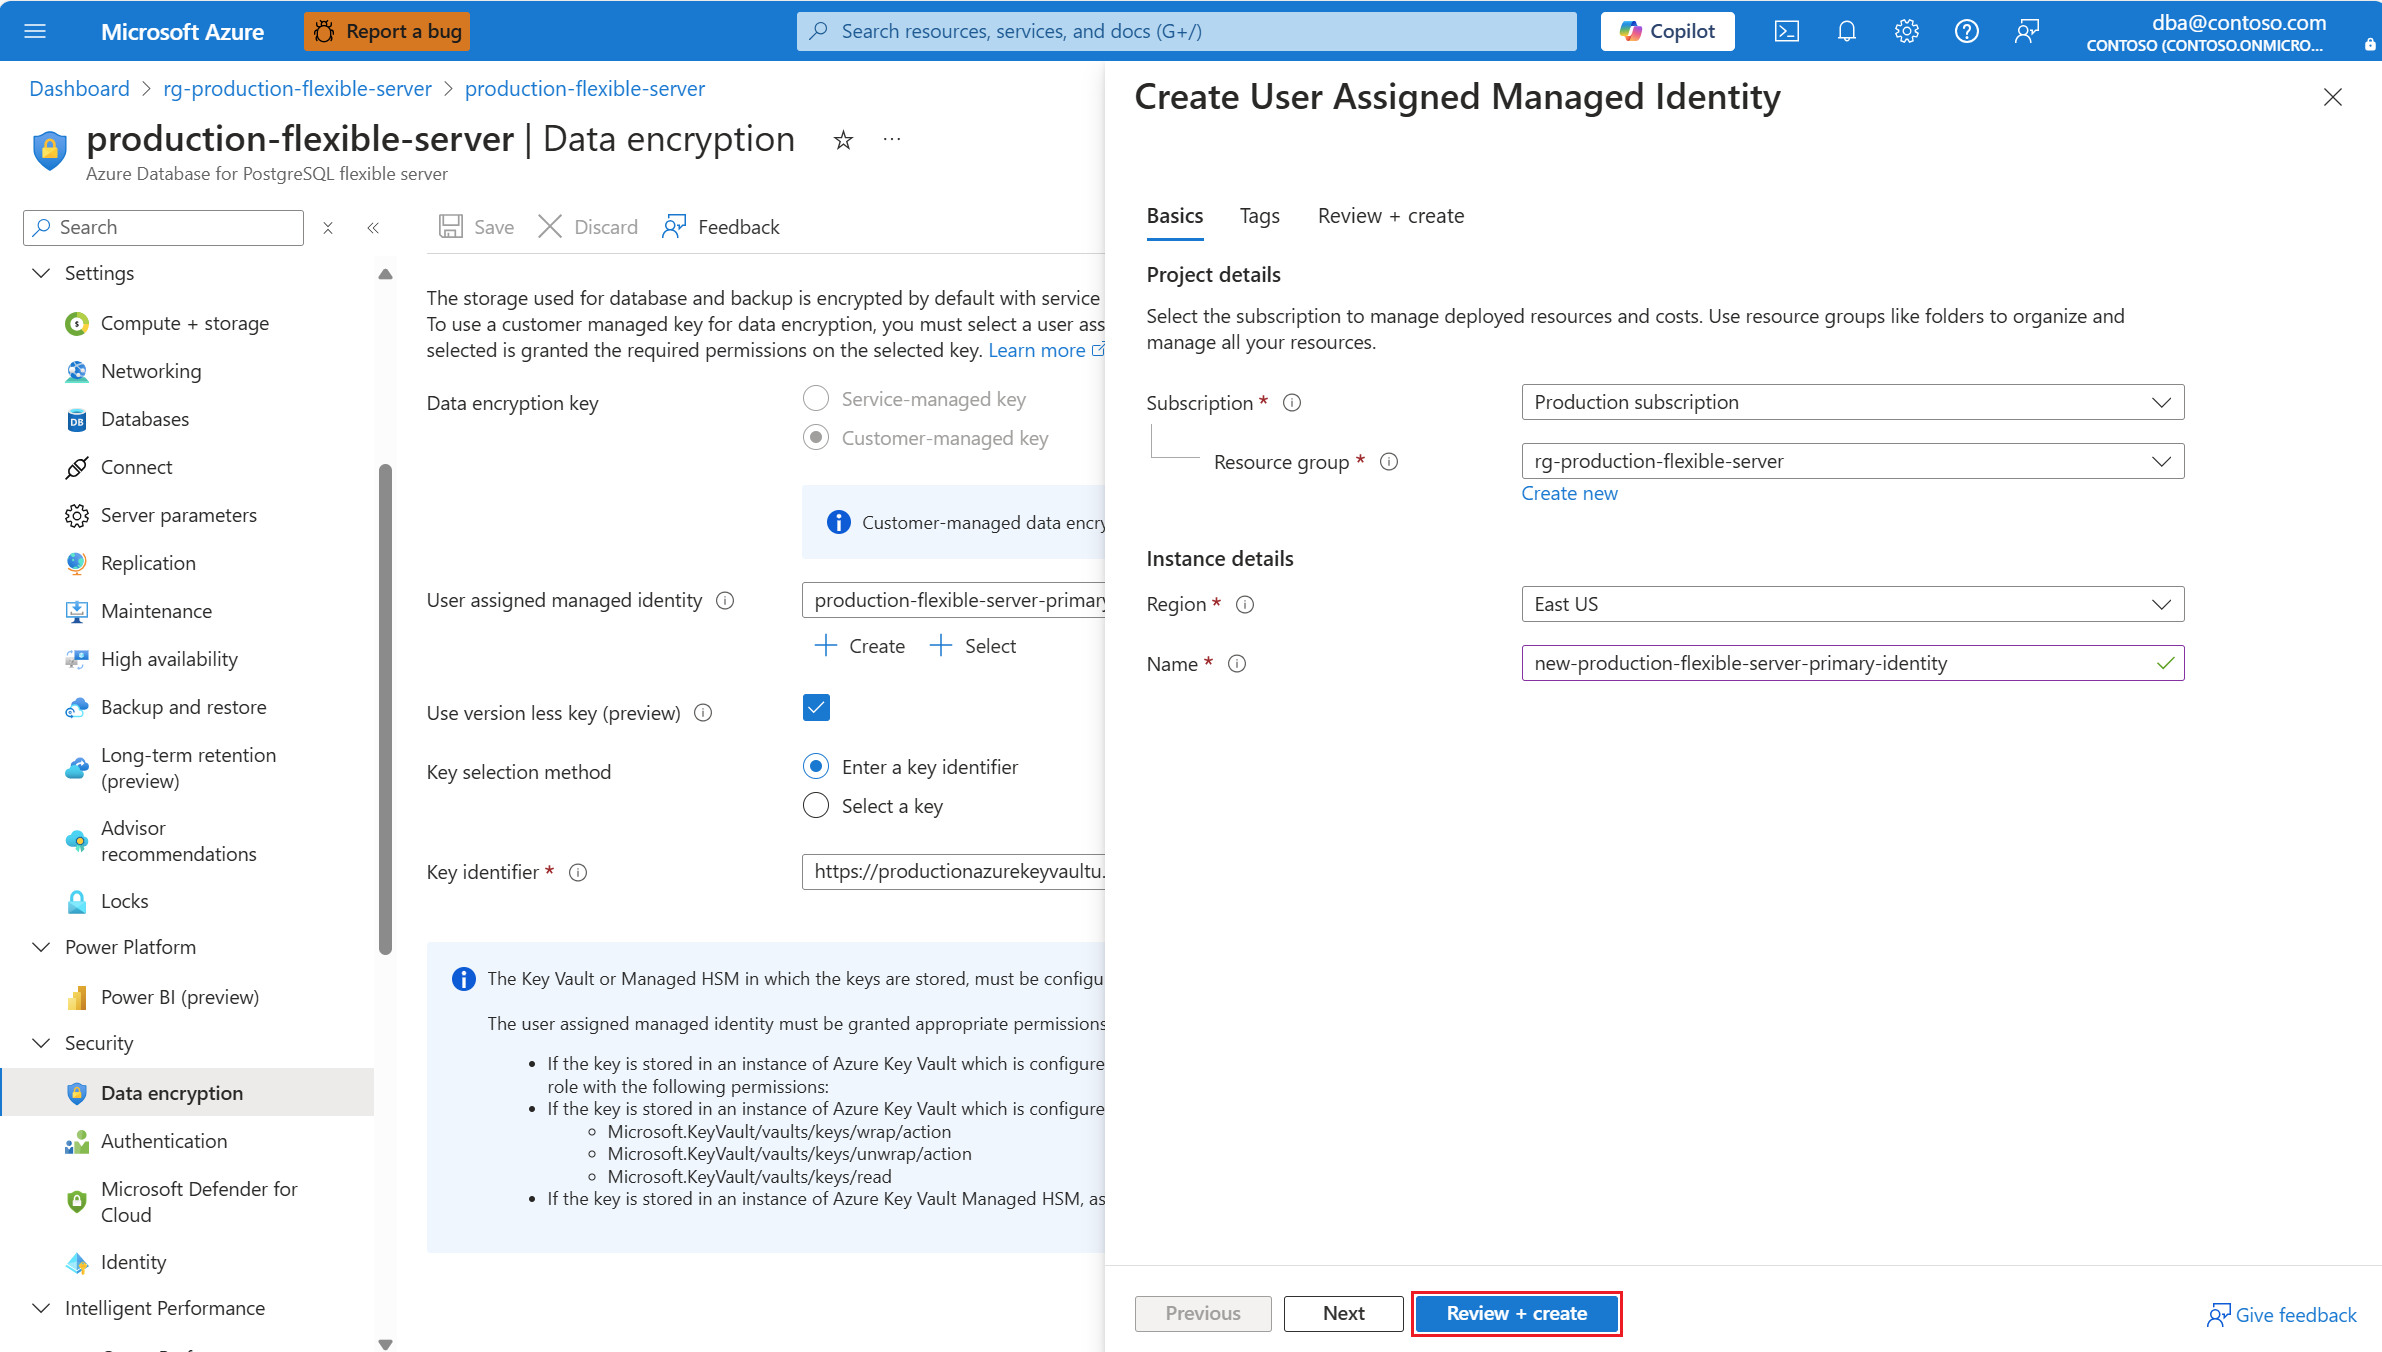 Microsoft Azure
Report a bug
Search resources, services, and docs (G+/)
Copilot
dba@contoso.com
CONTOSO (CONTOSO.ONMICRO...
Dashboard > rg-production-flexible-server > production-flexible-server
production-flexible-server | Data encryption
Azure Database for PostgreSQL flexible server
Search
Settings
Compute + storage
Networking
Databases
Connect
Server parameters
Replication
Maintenance
High availability
Backup and restore
Long-term retention
(preview)
Advisor
recommendations
Locks
Power Platform
Power BI (preview)
Security
Data encryption
Authentication
Microsoft Defender for
Cloud
Identity
Intelligent Performance
Save
Discard
Feedback
The storage used for database and backup is encrypted by default with service
To use a customer managed key for data encryption, you must select a user ass
selected is granted the required permissions on the selected key. Learn more
Data encryption key
Service-managed key
Customer-managed key
Customer-managed data encry
User assigned managed identity
production-flexible-server-primary
Create
Select
Use version less key (preview)
Key selection method
Enter a key identifier
Select a key
Key identifier *
https://productionazurekeyvaultu.
The Key Vault or Managed HSM in which the keys are stored, must be configu
The user assigned managed identity must be granted appropriate permissions
• If the key is stored in an instance of Azure Key Vault which is configure
role with the following permissions:
• If the key is stored in an instance of Azure Key Vault which is configure
Microsoft.KeyVault/vaults/keys/wrap/action
Microsoft.KeyVault/vaults/keys/unwrap/action
Microsoft.KeyVault/vaults/keys/read
• If the key is stored in an instance of Azure Key Vault Managed HSM, as
Create User Assigned Managed Identity
Basics
Tags
Review + create
Project details
Select the subscription to manage deployed resources and costs. Use resource groups like folders to organize and
manage all your resources.
Subscription *
Production subscription
Resource group *
rg-production-flexible-server
Create new
Instance details
Region *
East US
Name *
new-production-flexible-server-primary-identity
Previous
Next
Review + create
Give feedback